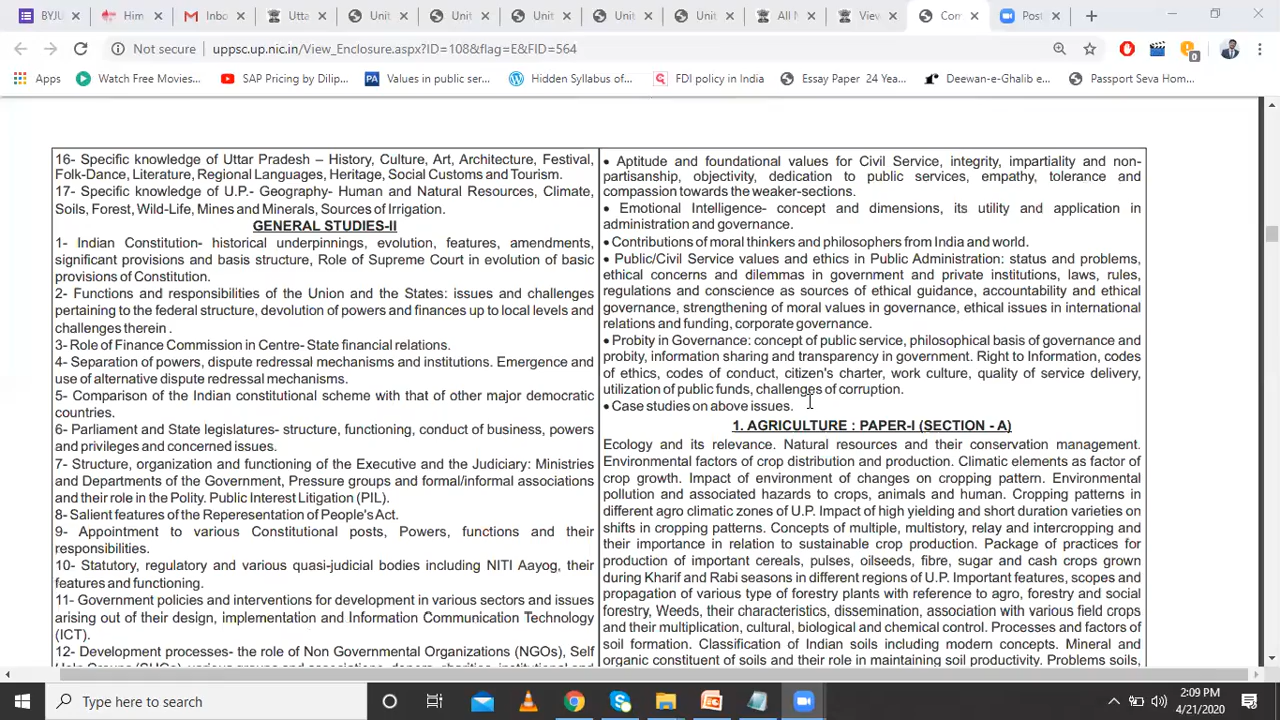 BYJU
Him
Inbo
Utta
Unit
Unit
Unit
Unit
Unit
All N
View
Com
Post
Not secure
uppsc.up.nic.in/View_Enclosure.aspx?ID=108&flag=E&FID=564
Apps
Watch Free Movies...
SAP Pricing by Dilip...
PA
Values in public ser...
Hidden Syllabus of...
FDI policy in India
Essay Paper 24 Year...
Deewan-e-Ghalib e...
Passport Seva Hom...
0
16- Specific knowledge of Uttar Pradesh – History, Culture, Art, Architecture, Festival,
Folk-Dance, Literature, Regional Languages, Heritage, Social Customs and Tourism.
17- Specific knowledge of U.P.- Geography- Human and Natural Resources, Climate,
Soils, Forest, Wild-Life, Mines and Minerals, Sources of Irrigation.
GENERAL STUDIES-II
1- Indian Constitution- historical underpinnings, evolution, features, amendments,
significant provisions and basis structure, Role of Supreme Court in evolution of basic
provisions of Constitution.
2- Functions and responsibilities of the Union and the States: issues and challenges
pertaining to the federal structure, devolution of powers and finances up to local levels and
challenges therein .
3- Role of Finance Commission in Centre- State financial relations.
4- Separation of powers, dispute redressal mechanisms and institutions. Emergence and
use of alternative dispute redressal mechanisms.
5- Comparison of the Indian constitutional scheme with that of other major democratic
countries.
6- Parliament and State legislatures- structure, functioning, conduct of business, powers
and privileges and concerned issues.
7- Structure, organization and functioning of the Executive and the Judiciary: Ministries
and Departments of the Government, Pressure groups and formal/informal associations
and their role in the Polity. Public Interest Litigation (PIL).
8- Salient features of the Reperesentation of People's Act.
9- Appointment to various Constitutional posts, Powers, functions and their
responsibilities.
10- Statutory, regulatory and various quasi-judicial bodies including NITI Aayog, their
features and functioning.
11- Government policies and interventions for development in various sectors and issues
arising out of their design, implementation and Information Communication Technology
(ICT).
12- Development processes- the role of Non Governmental Organizations (NGOs), Self
• Aptitude and foundational values for Civil Service, integrity, impartiality and non-
partisanship, objectivity, dedication to public services, empathy, tolerance and
compassion towards the weaker-sections.
• Emotional Intelligence- concept and dimensions, its utility and application in
administration and governance.
• Contributions of moral thinkers and philosophers from India and world.
• Public/Civil Service values and ethics in Public Administration: status and problems,
ethical concerns and dilemmas in government and private institutions, laws, rules,
regulations and conscience as sources of ethical guidance, accountability and ethical
governance, strengthening of moral values in governance, ethical issues in international
relations and funding, corporate governance.
• Probity in Governance: concept of public service, philosophical basis of governance and
probity, information sharing and transparency in government. Right to Information, codes
of ethics, codes of conduct, citizen's charter, work culture, quality of service delivery,
utilization of public funds, challenges of corruption.
• Case studies on above issues.
1. AGRICULTURE : PAPER-I (SECTION - A)
Ecology and its relevance. Natural resources and their conservation management.
Environmental factors of crop distribution and production. Climatic elements as factor of
crop growth. Impact of environment of changes on cropping pattern. Environmental
pollution and associated hazards to crops, animals and human. Cropping patterns in
different agro climatic zones of U.P. Impact of high yielding and short duration varieties on
shifts in cropping patterns. Concepts of multiple, multistory, relay and intercropping and
their importance in relation to sustainable crop production. Package of practices for
production of important cereals, pulses, oilseeds, fibre, sugar and cash crops grown
during Kharif and Rabi seasons in different regions of U.P. Important features, scopes and
propagation of various type of forestry plants with reference to agro, forestry and social
forestry, Weeds, their characteristics, dissemination, association with various field crops
and their multiplication, cultural, biological and chemical control. Processes and factors of
soil formation. Classification of Indian soils including modern concepts. Mineral and
organic constituent of soils and their role in maintaining soil productivity. Problems soils,
Type here to search
2:09 PM
4/21/2020